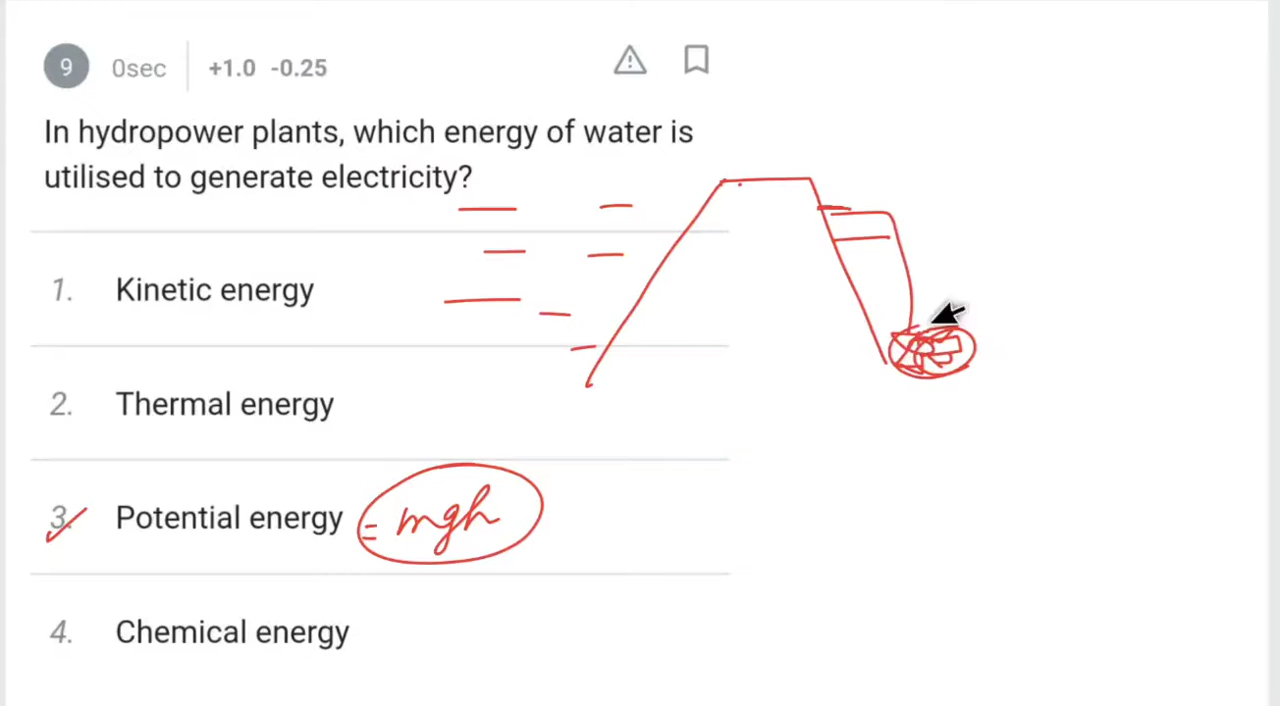 9 0sec +1.0 -0.25
In hydropower plants, which energy of water is
utilised to generate electricity?
1. Kinetic energy
2. Thermal energy
3. Potential energy = mgh
4. Chemical energy